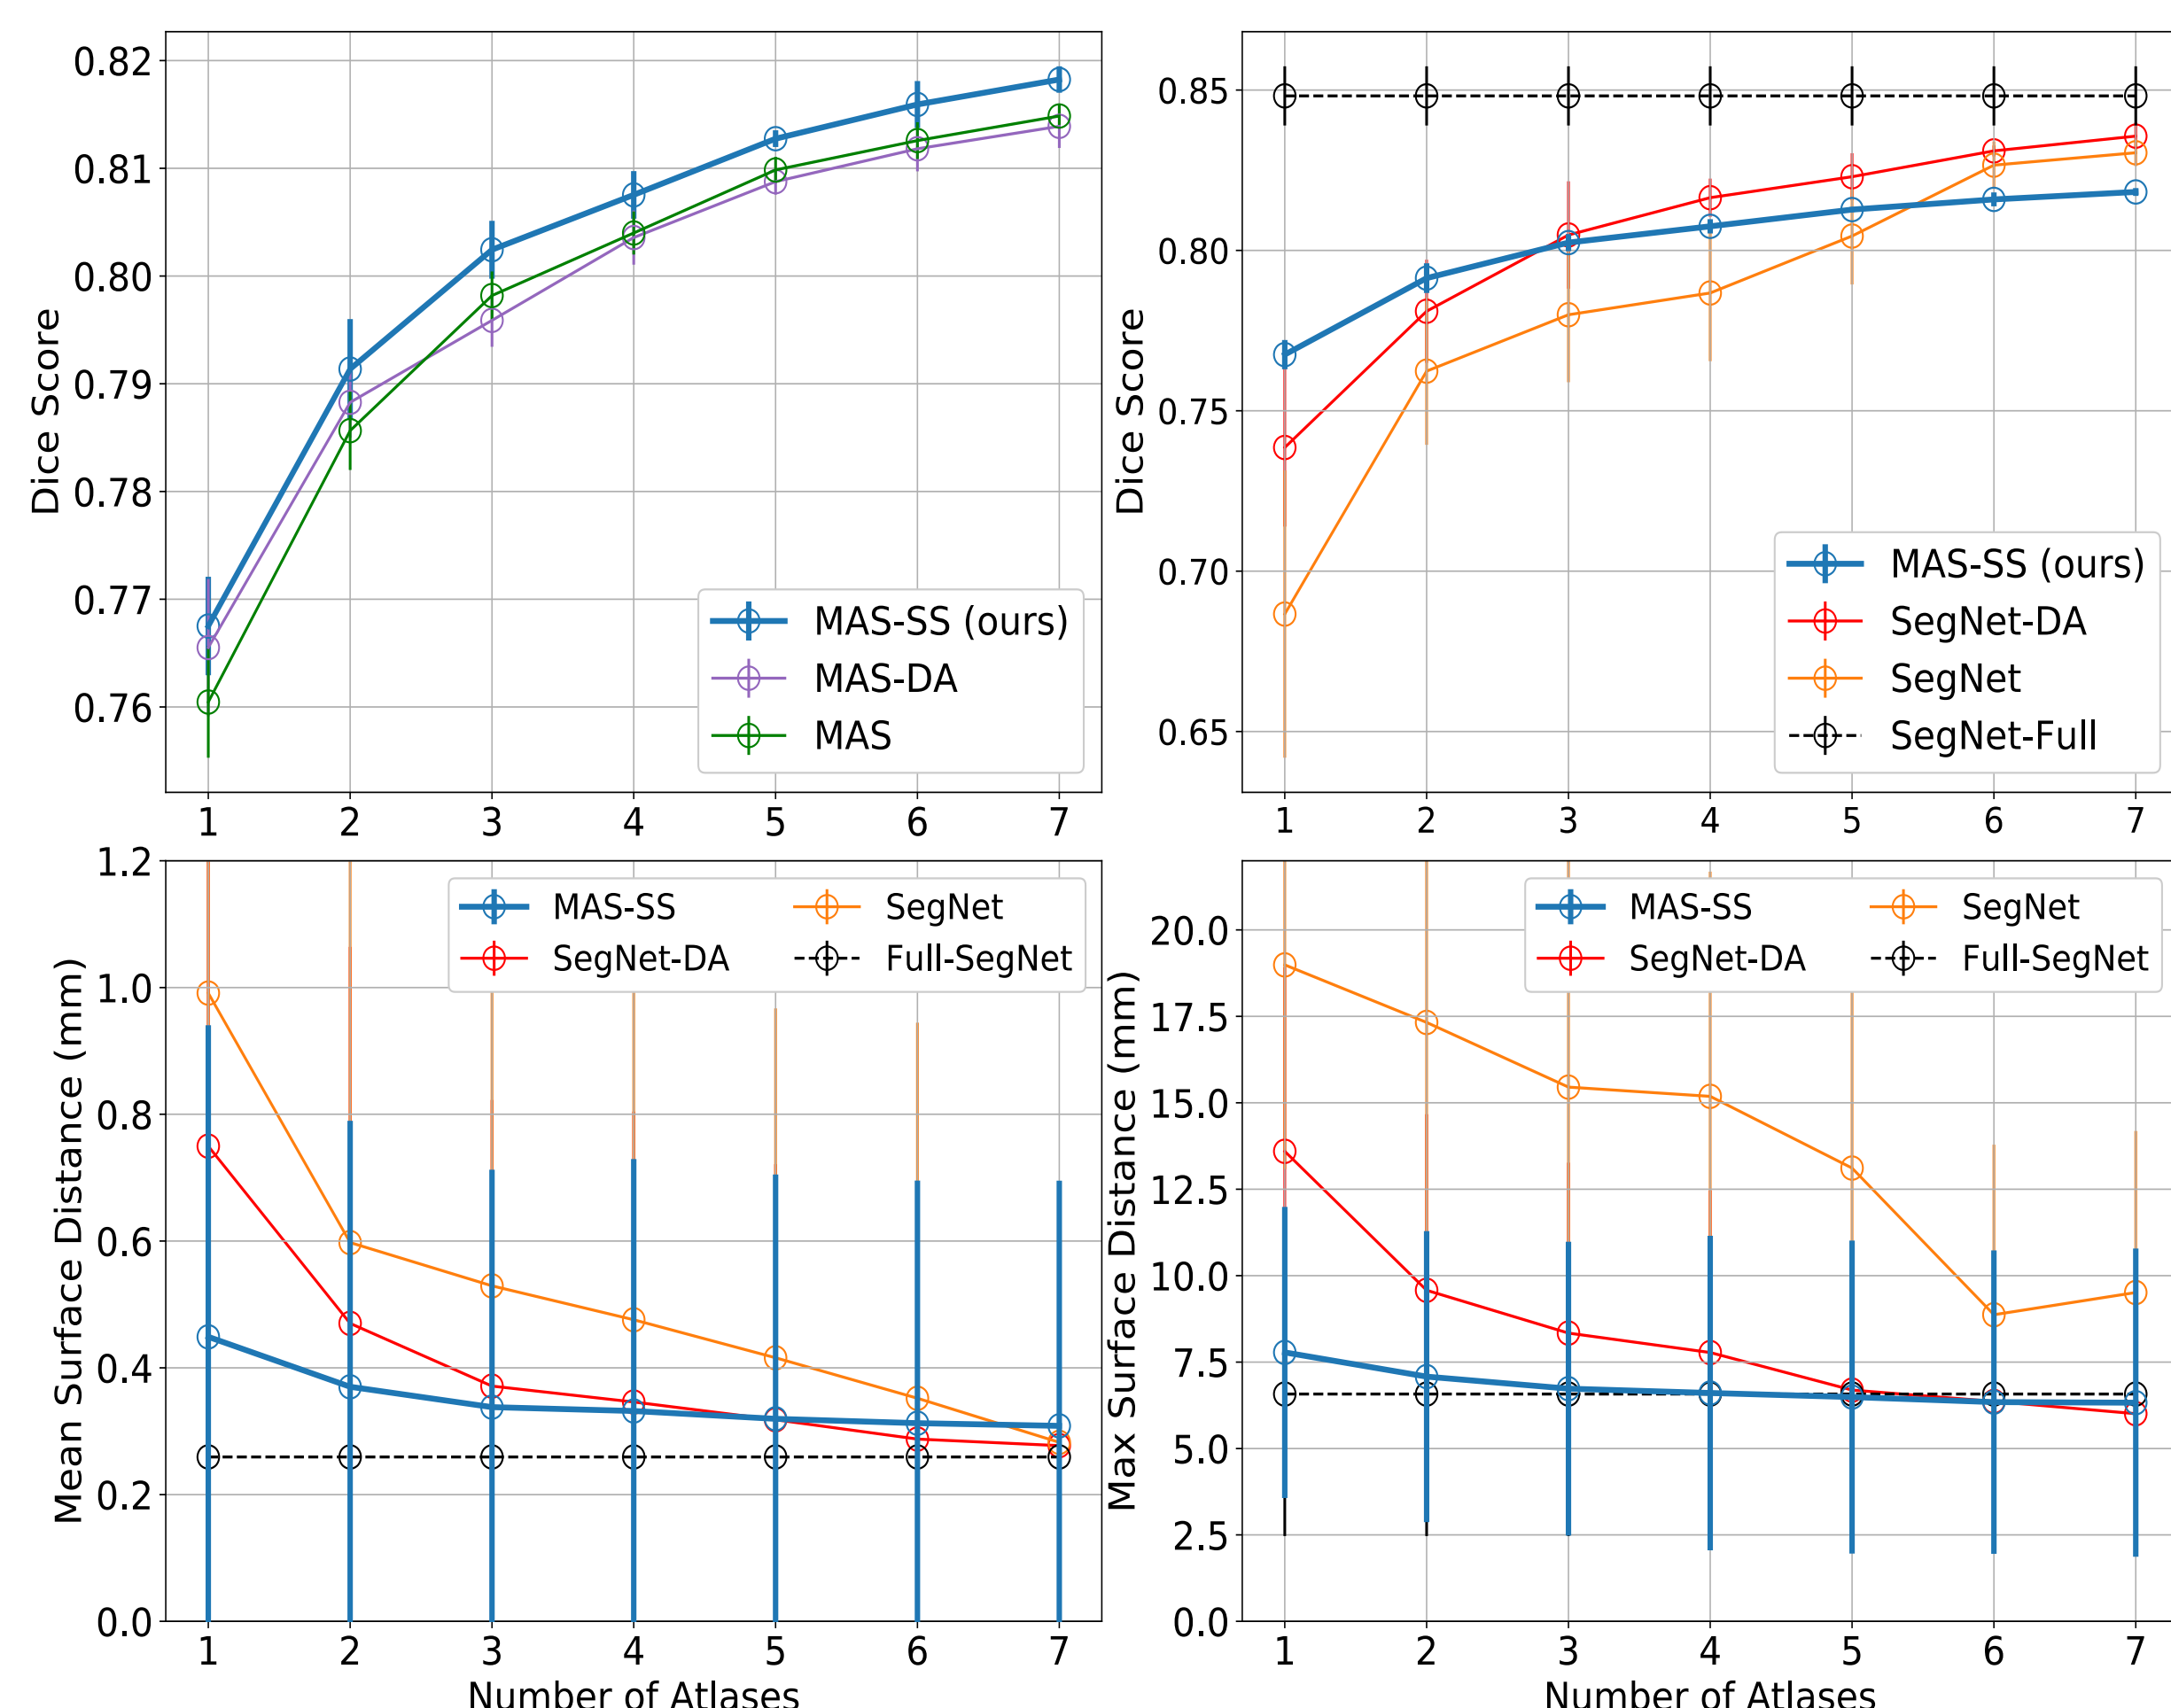 0.82
0.81
0.80
0.79
0.78
0.77
0.76
Dice Score
MAS-SS (ours)
MAS-DA
MAS
1 2 3 4 5 6 7
0.85
0.80
0.75
0.70
0.65
Dice Score
MAS-SS (ours)
SegNet-DA
SegNet
SegNet-Full
1 2 3 4 5 6 7
1.2
1.0
0.8
0.6
0.4
0.2
0.0
Mean Surface Distance (mm)
MAS-SS SegNet
SegNet-DA Full-SegNet
1 2 3 4 5 6 7
Number of Atlases
20.0
17.5
15.0
12.5
10.0
7.5
5.0
2.5
0.0
Max Surface Distance (mm)
MAS-SS SegNet
SegNet-DA Full-SegNet
1 2 3 4 5 6 7
Number of Atlases